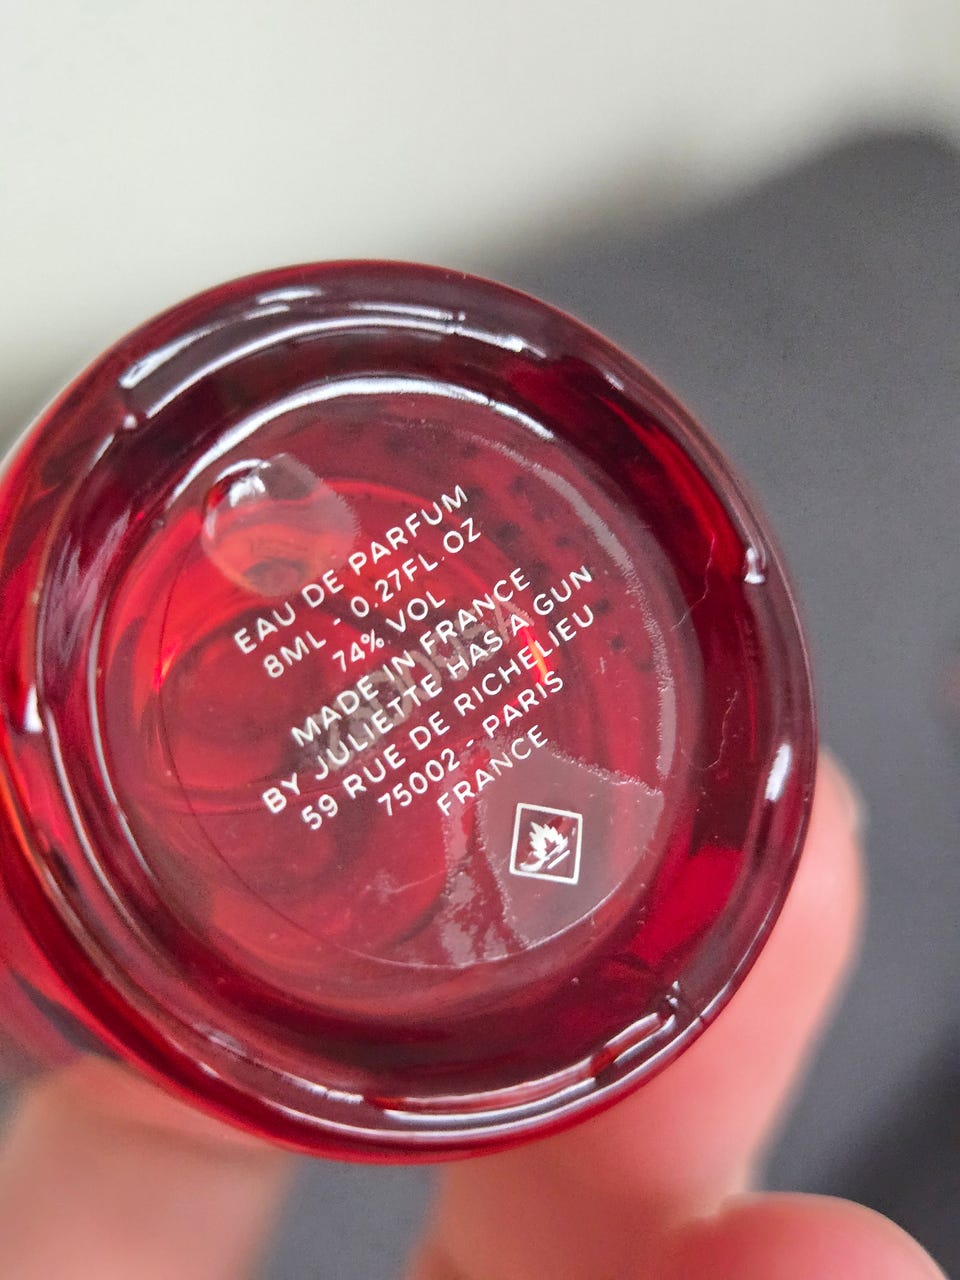 EAU DE PARFUM
8ML - 0.27FL.OZ
74% VOL
MADE IN FRANCE
BY JULIETTE HAS A GUN
59 RUE DE RICHELIEU
75002 - PARIS
FRANCE